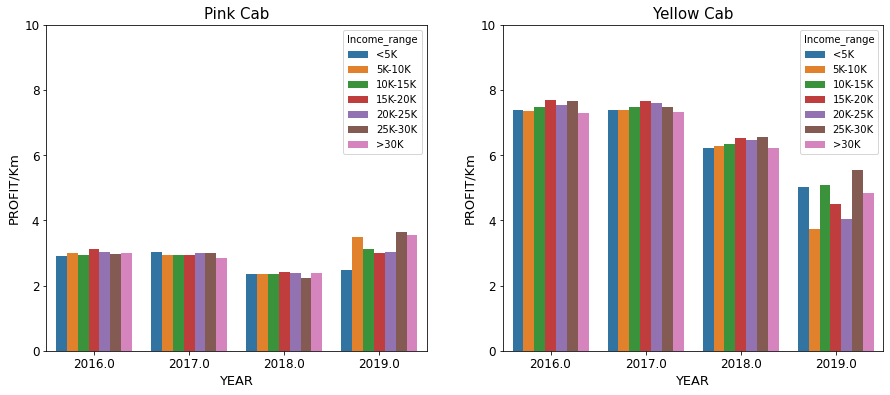 Pink Cab
PROFIT/Km
10
8
6
4
2
0
Income_range
<5K
5K-10K
10K-15K
15K-20K
20K-25K
25K-30K
>30K
2016.0 2017.0 2018.0 2019.0
YEAR
Yellow Cab
PROFIT/Km
10
8
6
4
2
0
Income_range
<5K
5K-10K
10K-15K
15K-20K
20K-25K
25K-30K
>30K
2016.0 2017.0 2018.0 2019.0
YEAR